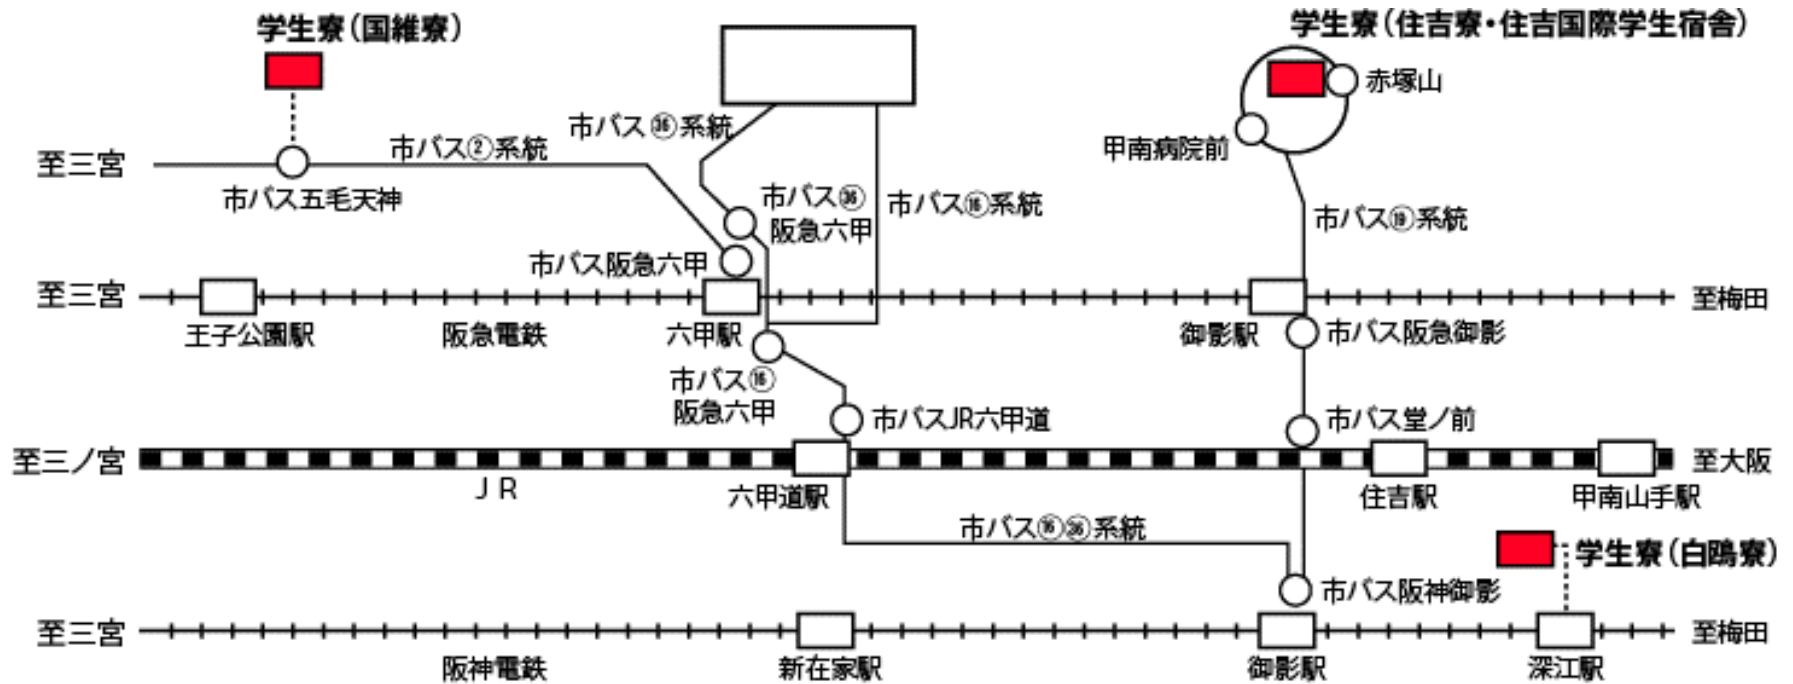 学生寮（国維寮）
学生寮（住吉寮・住吉国際学生宿舎）
赤塚山
市バス㊱系統
甲南病院前
市バス②系統
至三宮
市バス五毛天神
市バス㊱
阪急六甲
市バス⑯系統
市バス⑲系統
市バス阪急六甲
至三宮
至梅田
王子公園駅
阪急電鉄
六甲駅
御影駅
市バス阪急御影
市バス⑯
阪急六甲
市バスJR六甲道
市バス堂ノ前
至三ノ宮
至大阪
ＪＲ
六甲道駅
住吉駅
甲南山手駅
市バス⑯㊱系統
学生寮（白鴎寮）
市バス阪神御影
至三宮
至梅田
阪神電鉄
新在家駅
御影駅
深江駅